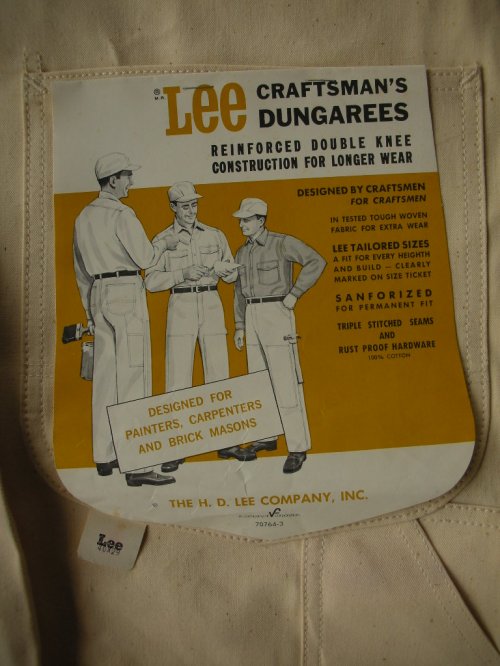 ® M.R. Lee CRAFTSMAN'S
DUNGAREES
REINFORCED DOUBLE KNEE
CONSTRUCTION FOR LONGER WEAR
DESIGNED BY CRAFTSMEN
FOR CRAFTSMEN
IN TESTED TOUGH WOVEN
FABRIC FOR EXTRA WEAR
LEE TAILORED SIZES
A FIT FOR EVERY HEIGHTH
AND BUILD — CLEARLY
MARKED ON SIZE TICKET
SANFORIZED
FOR PERMANENT FIT
TRIPLE STITCHED SEAMS
AND
RUST PROOF HARDWARE
100% COTTON
DESIGNED FOR
PAINTERS, CARPENTERS
AND BRICK MASONS
© THE H. D. LEE COMPANY, INC.
70764-3
Lee